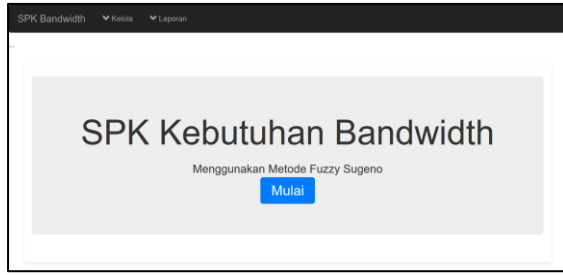 SPK Bandwidth Kelola Laporan
..
SPK Kebutuhan Bandwidth
Menggunakan Metode Fuzzy Sugeno
Mulai